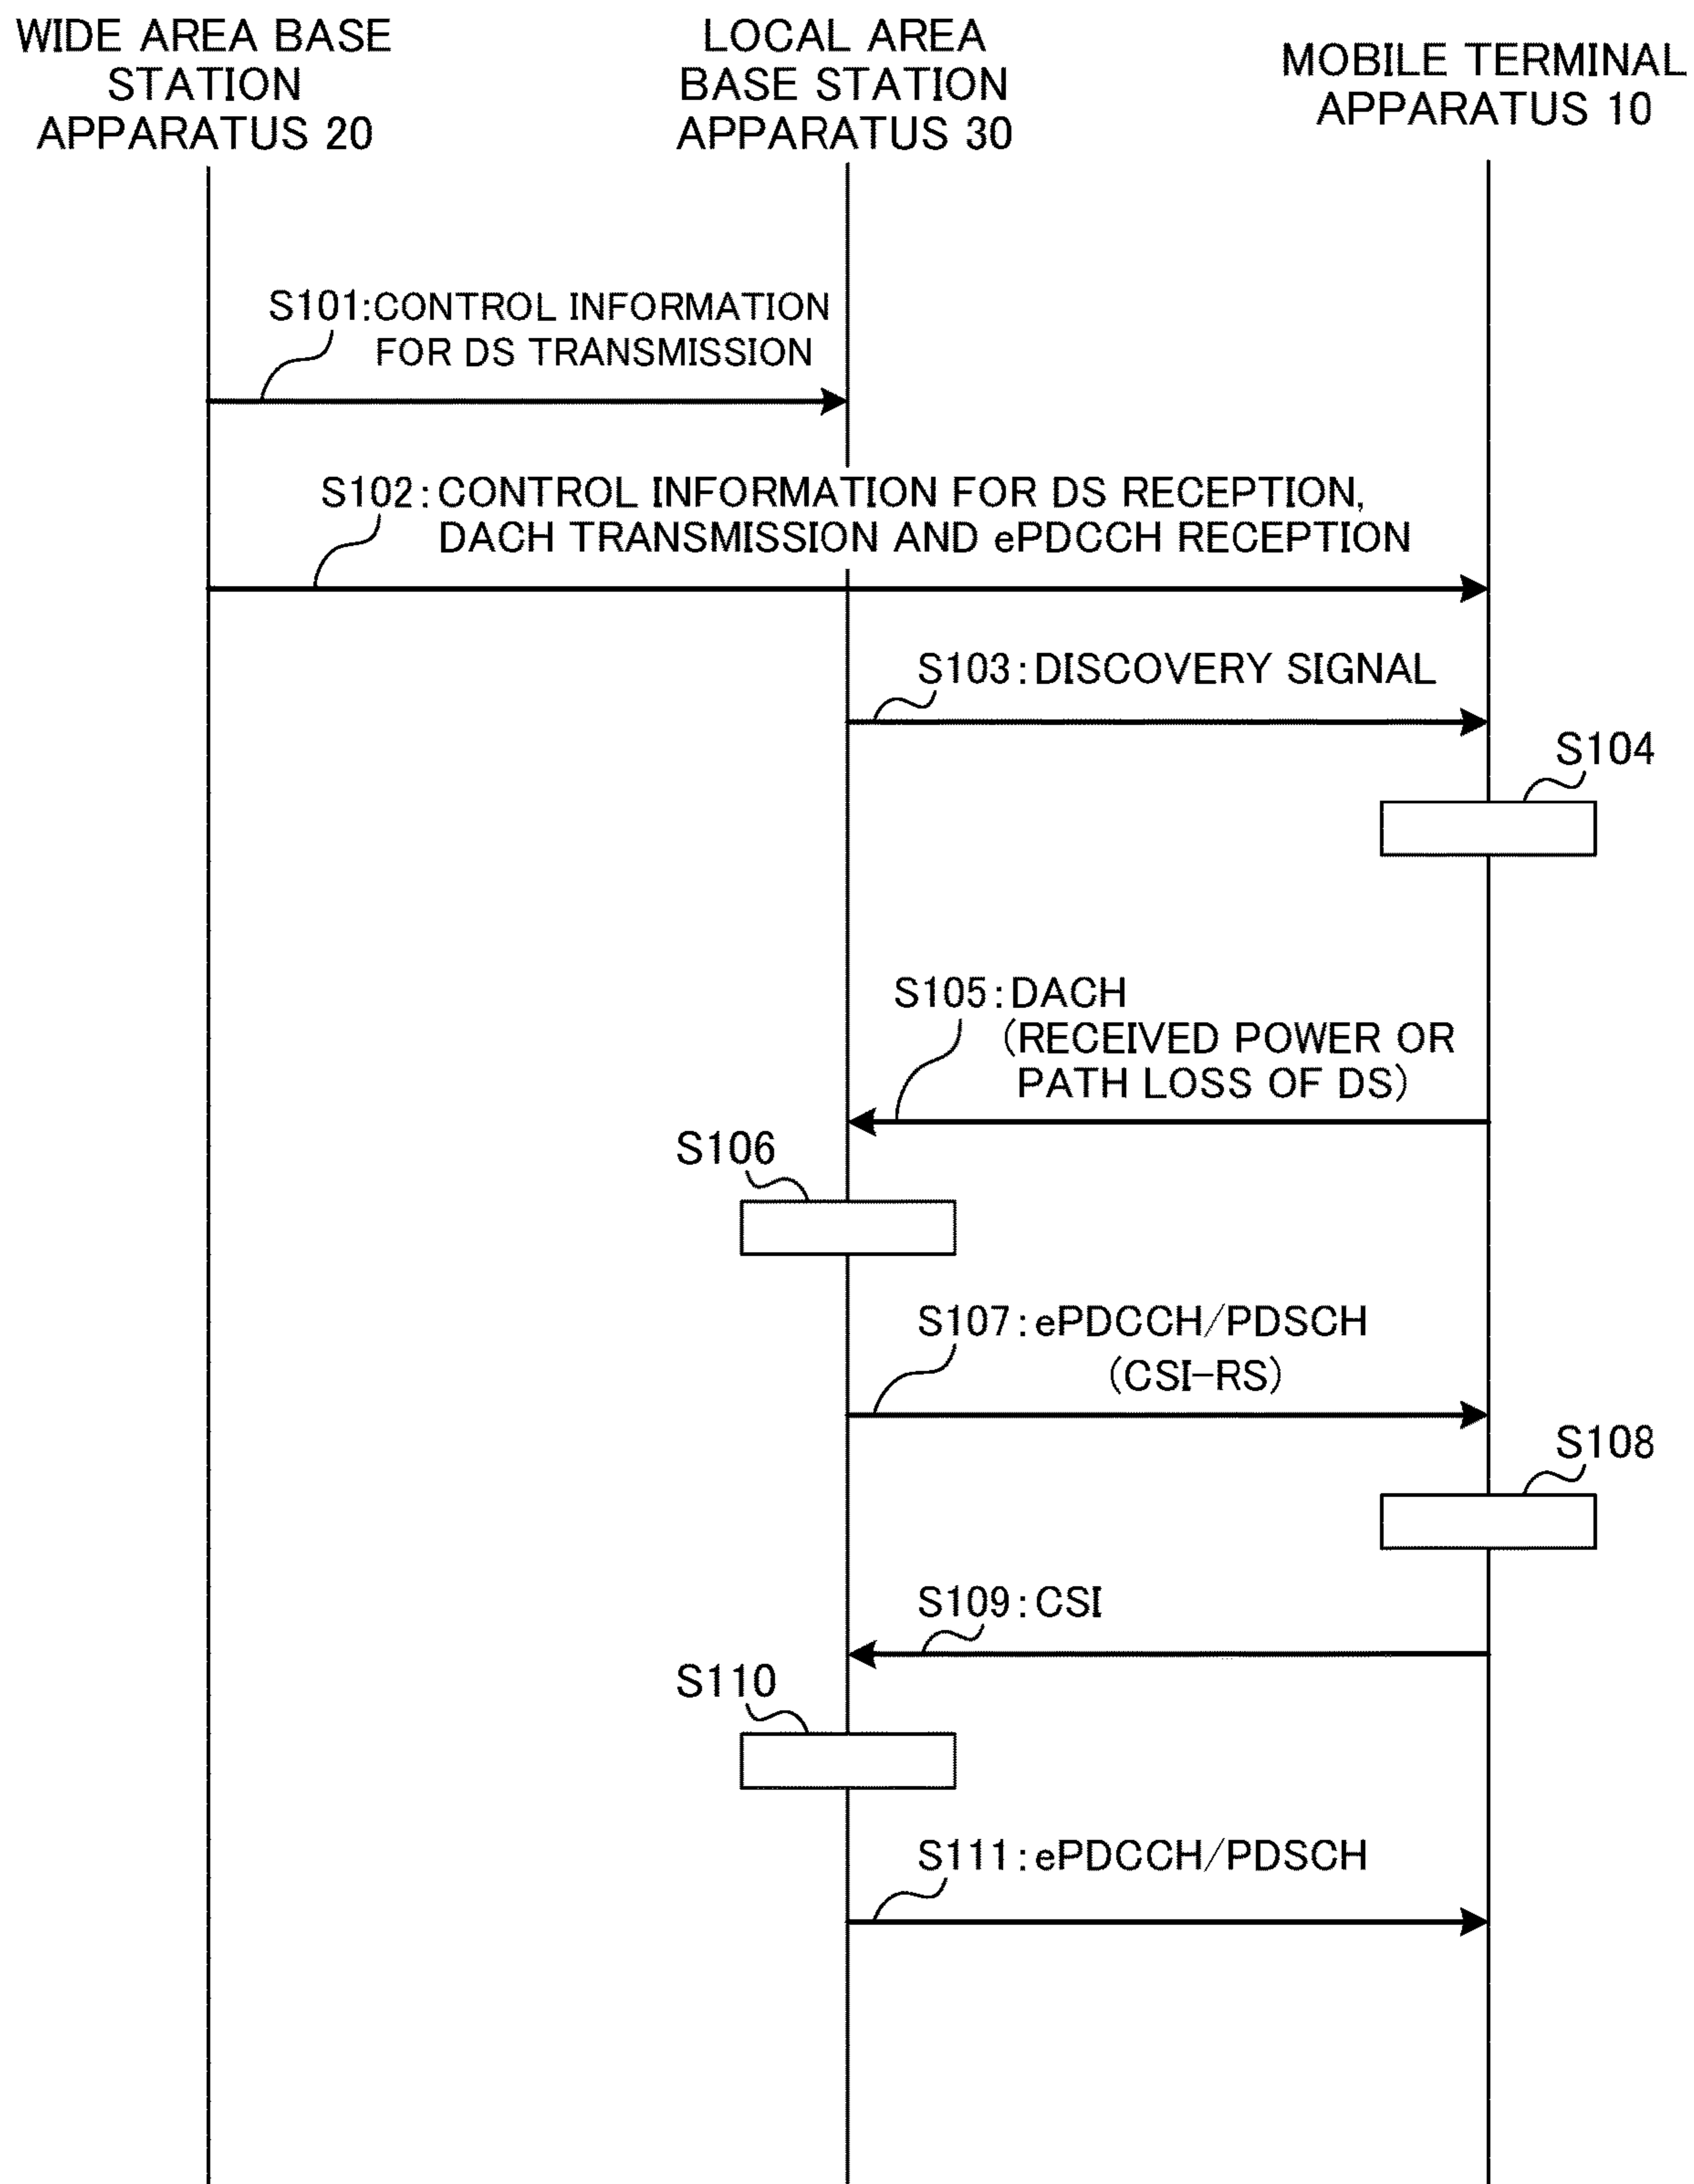 WIDE AREA BASE
STATION
APPARATUS 20
LOCAL AREA
BASE STATION
APPARATUS 30
MOBILE TERMINAL
APPARATUS 10
S101:CONTROL INFORMATION
FOR DS TRANSMISSION
S102:CONTROL INFORMATION FOR DS RECEPTION,
DACH TRANSMISSION AND ePDCCH RECEPTION
S103:DISCOVERY SIGNAL
S104
S105:DACH
(RECEIVED POWER OR
PATH LOSS OF DS)
S106
S107:ePDCCH/PDSCH
(CSI-RS)
S108
S109:CSI
S110
S111:ePDCCH/PDSCH